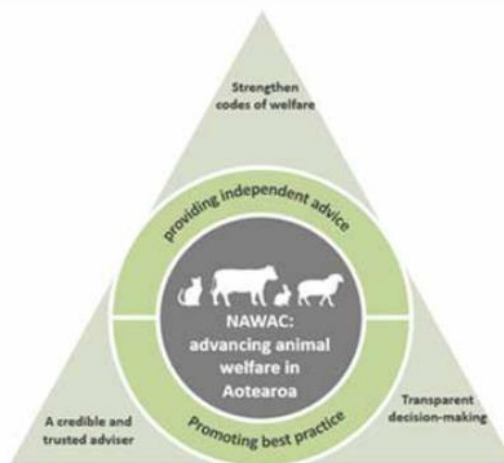 Strengthen
codes of welfare
providing independent advice
NAWAC:
advancing animal
welfare in
Aotearoa
A credible and
trusted adviser
Promoting best practice
Transparent
decision-making